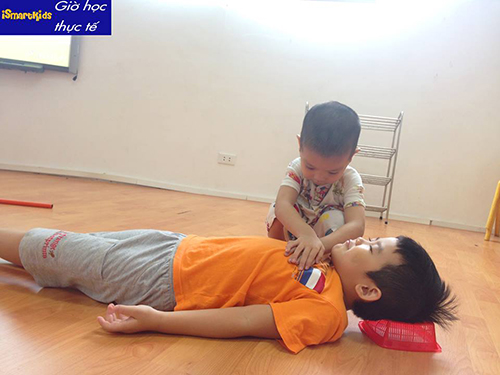 iSmartKids
Giờ học
thực tế